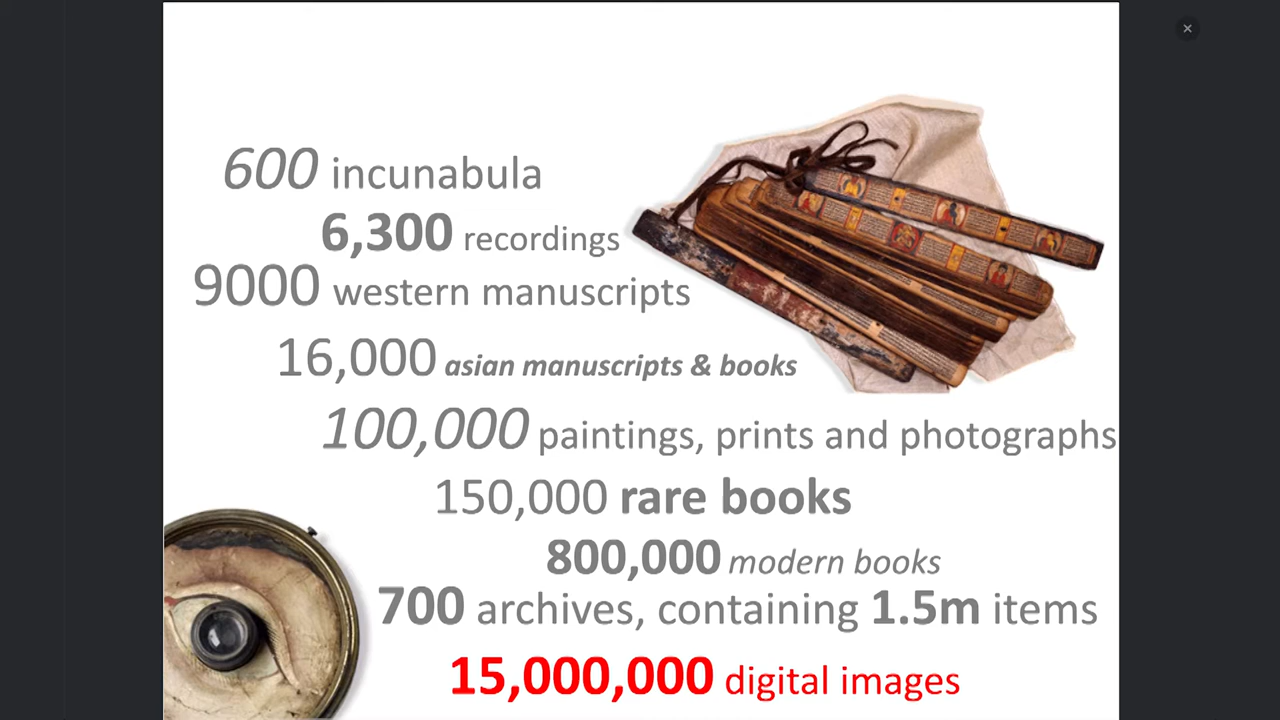 600 incunabula
6,300 recordings
9000 western manuscripts
16,000 asian manuscripts & books
100,000 paintings, prints and photographs
150,000 rare books
800,000 modern books
700 archives, containing 1.5m items
15,000,000 digital images